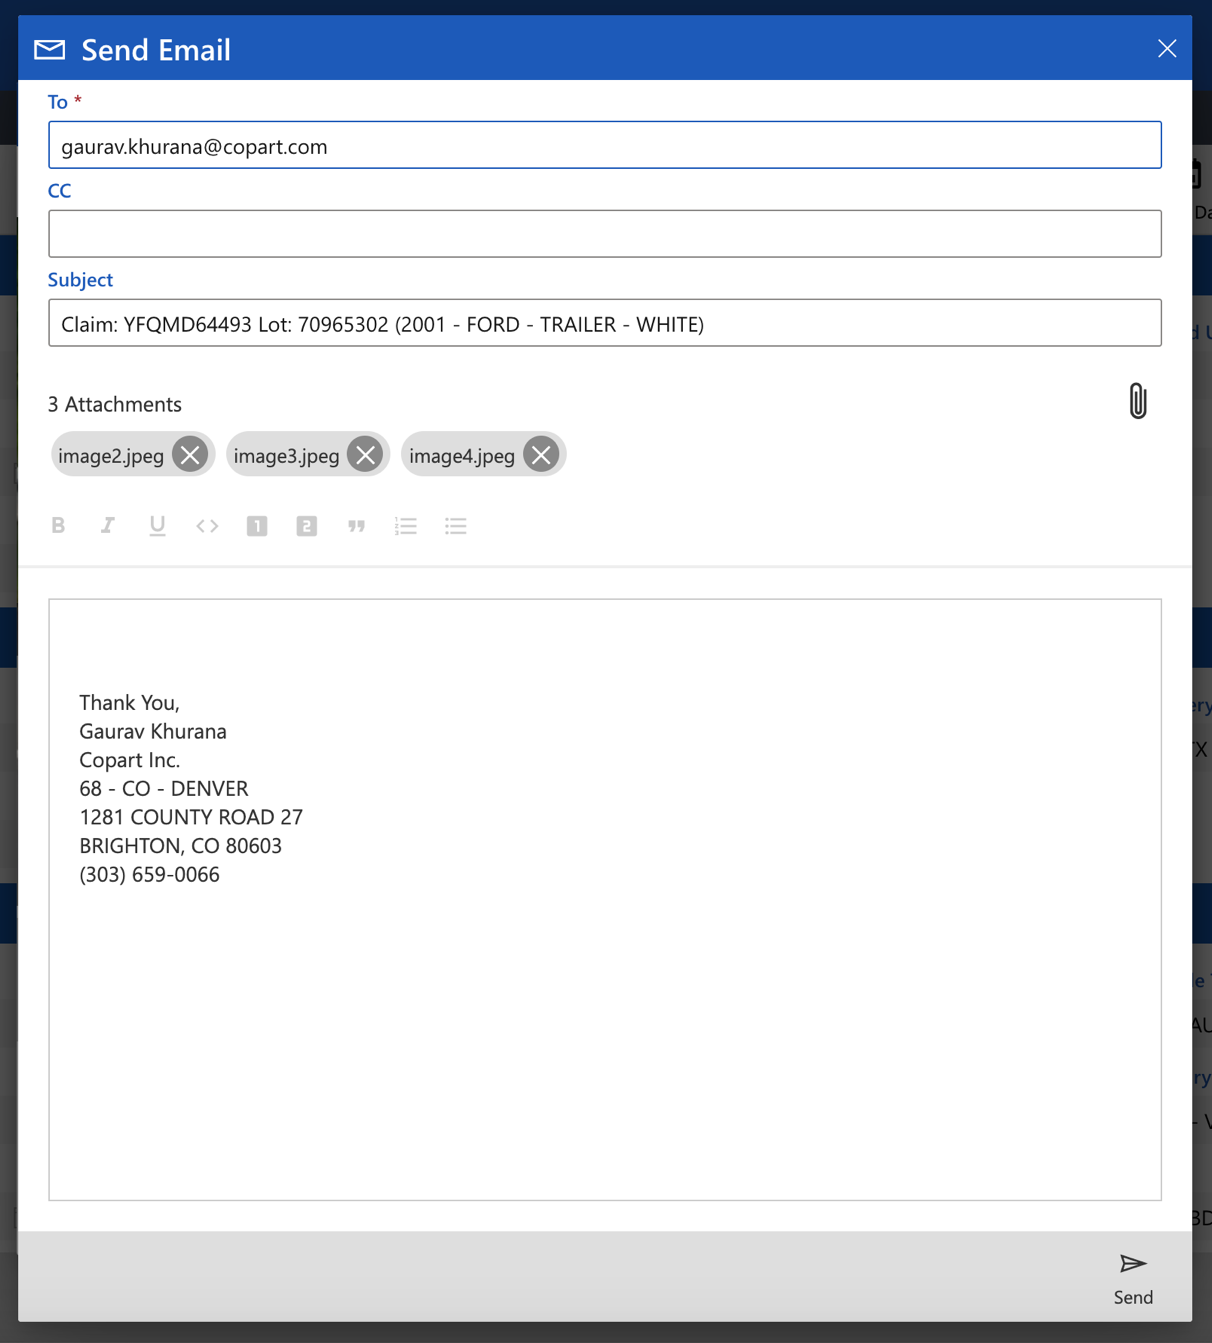 Send Email
To *
gaurav.khurana@copart.com
CC
Subject
Claim: YFQMD64493 Lot: 70965302 (2001 - FORD - TRAILER - WHITE)
3 Attachments
image2.jpeg image3.jpeg image4.jpeg
B I U <> 1 2
Thank You,
Gaurav Khurana
Copart Inc.
68 - CO - DENVER
1281 COUNTY ROAD 27
BRIGHTON, CO 80603
(303) 659-0066
Send